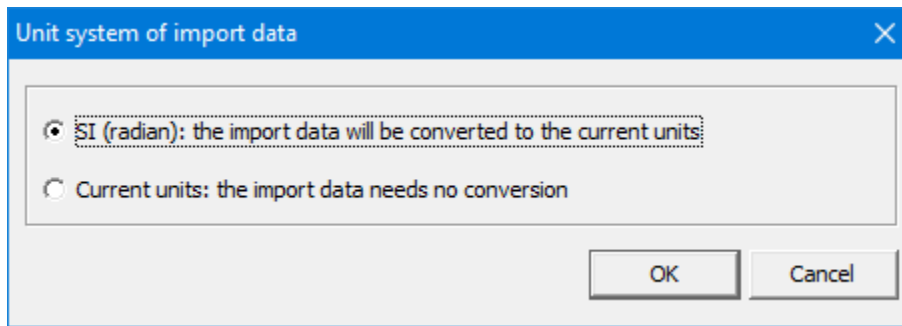 Unit system of import data
SI (radian): the import data will be converted to the current units
Current units: the import data needs no conversion
OK Cancel